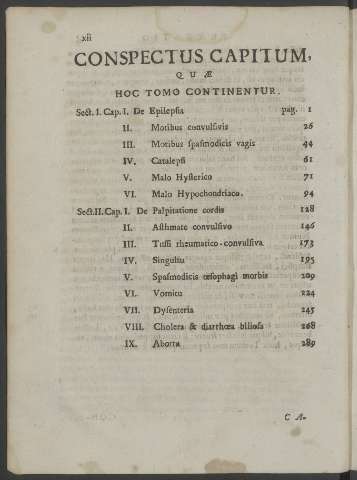 xii
CONSPECTUS CAPITUM,
QUÆ
HOC TOMO CONTINENTUR.
Sect. I. Cap. I. De Epilepſia pag. 1
II. Motibus convulſivis 26
III. Motibus ſpaſmodicis vagis 44
IV. Catalepſi 61
V. Malo Hyſterico 71
VI. Malo Hypochondriaco. 94
Sect. II. Cap. I. De Palpitatione cordis 128
II. Aſthmate convulſivo 146
III. Tuſſi rheumatico-convulſiva 173
IV. Singultu 195
V. Spaſmodicis œſophagi morbis 209
VI. Vomitu 224
VII. Dyſenteria 245
VIII. Cholera & diarrhœa bilioſa 268
IX. Abortu 289
C A-